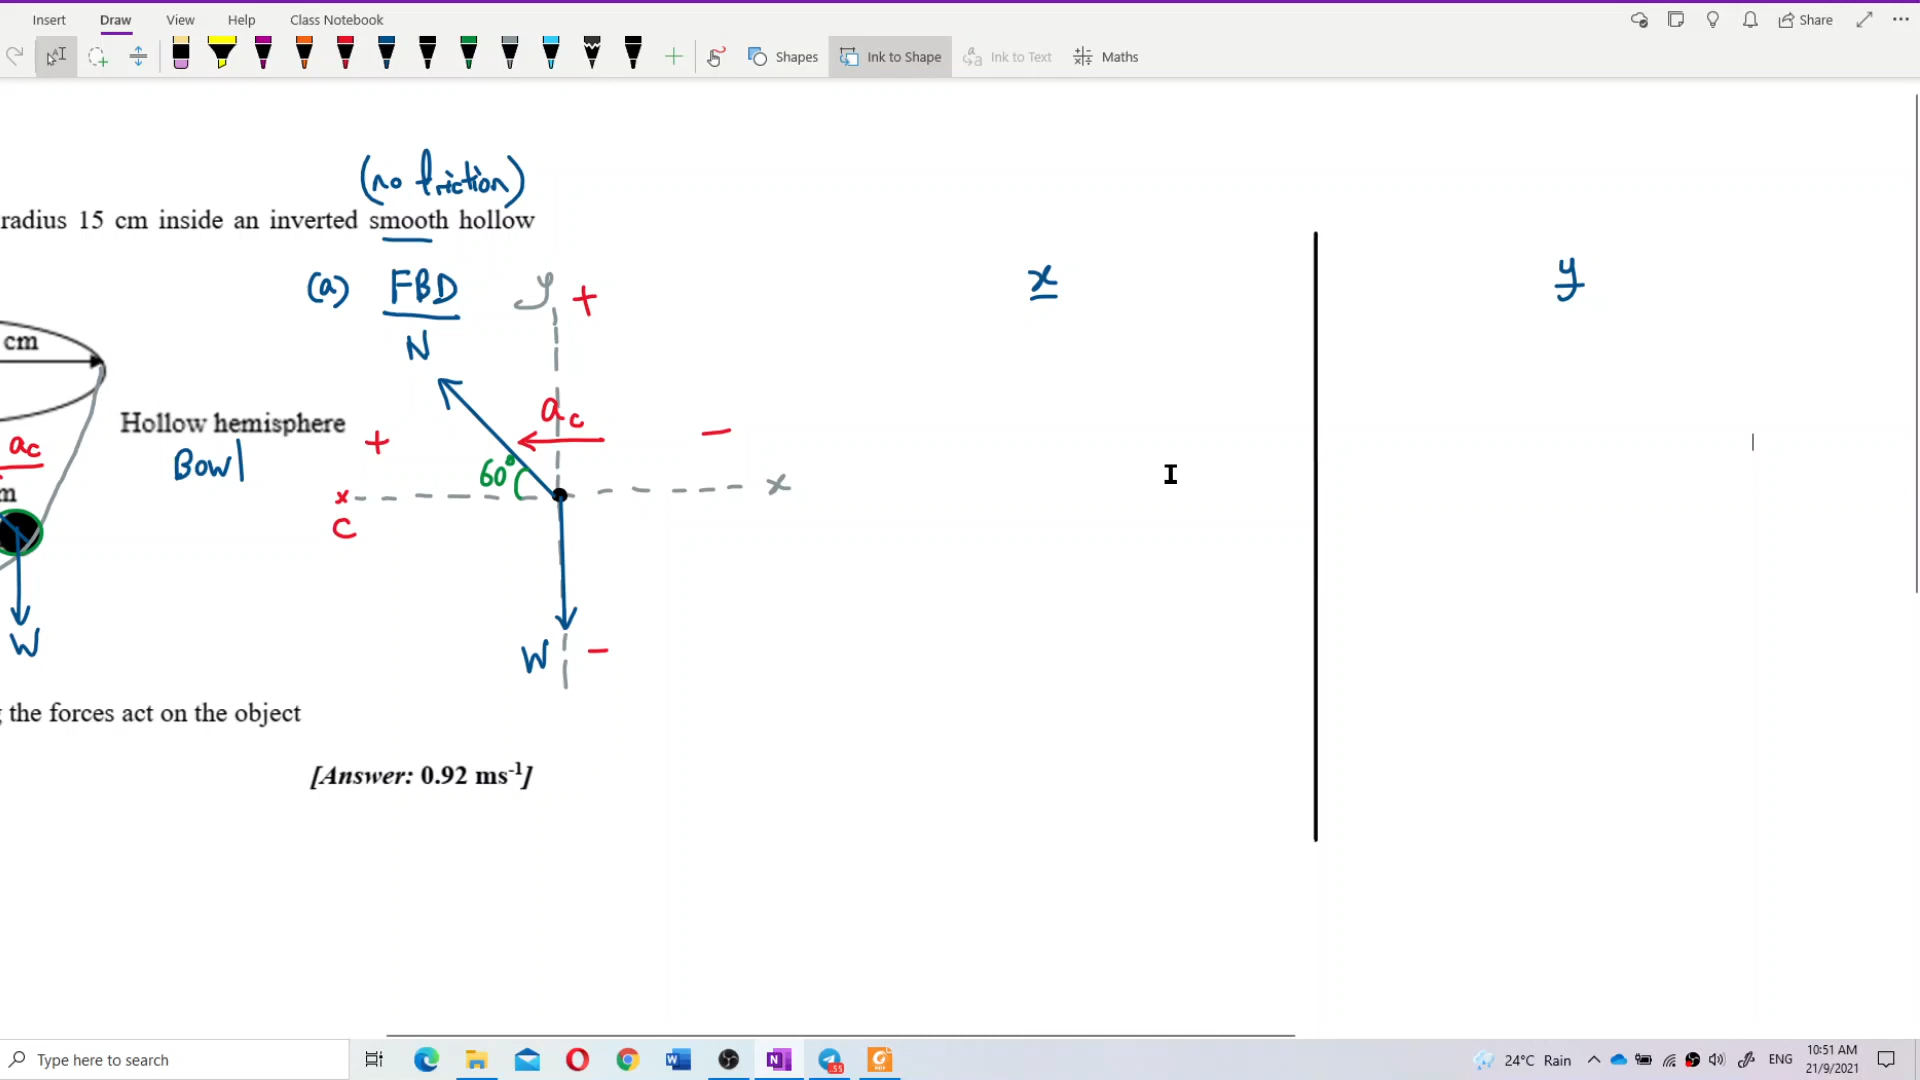 Insert Draw View Help Class Notebook Share
Shapes Ink to Shape Ink to Text Maths
(no friction)
radius 15 cm inside an inverted smooth hollow
(a) FBD y + x y
cm N
Hollow hemisphere + ac −
ac Bowl
m 60° x
x
C
W W −
the forces act on the object
[Answer: 0.92 ms⁻¹]
Type here to search
55
24°C Rain ENG 10:51 AM
21/9/2021